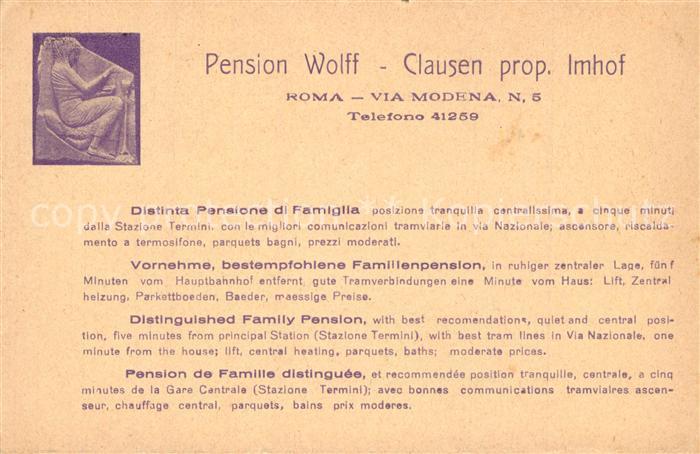 Pension Wolff - Clausen prop. Imhof
ROMA — VIA MODENA, N, 5
Telefono 41259
Distinta Pensione di Famiglia posizione tranquilla centralissima, a cinque minuti
dalla Stazione Termini. con le migliori comunicazioni tramviarie in via Nazionale; ascensore, riscalda-
mento a termosifone, parquets bagni, prezzi moderati.
Vornehme, bestempfohlene Familienpension, in ruhiger zentraler Lage, fünf
Minuten vom Hauptbahnhof entfernt, gute Tramverbindungen eine Minute vom Haus: Lift, Zentral
heizung, Parkettboeden, Baeder, maessige Preise.
Distinguished Family Pension, with best recomendations, quiet and central posi-
tion, five minutes from principal Station (Stazione Termini), with best tram lines in Via Nazionale, one
minute from the house; lift, central heating, parquets, baths; moderate prices.
Pension de Famille distinguée, et recommendée position tranquille, centrale, a cinq
minutes de la Gare Cantrale (Stazione Termini); avec bonnes communications tramviaires ascen-
seur, chauffage central, parquets, bains prix moderes.
copy protection ** Kopierschutz